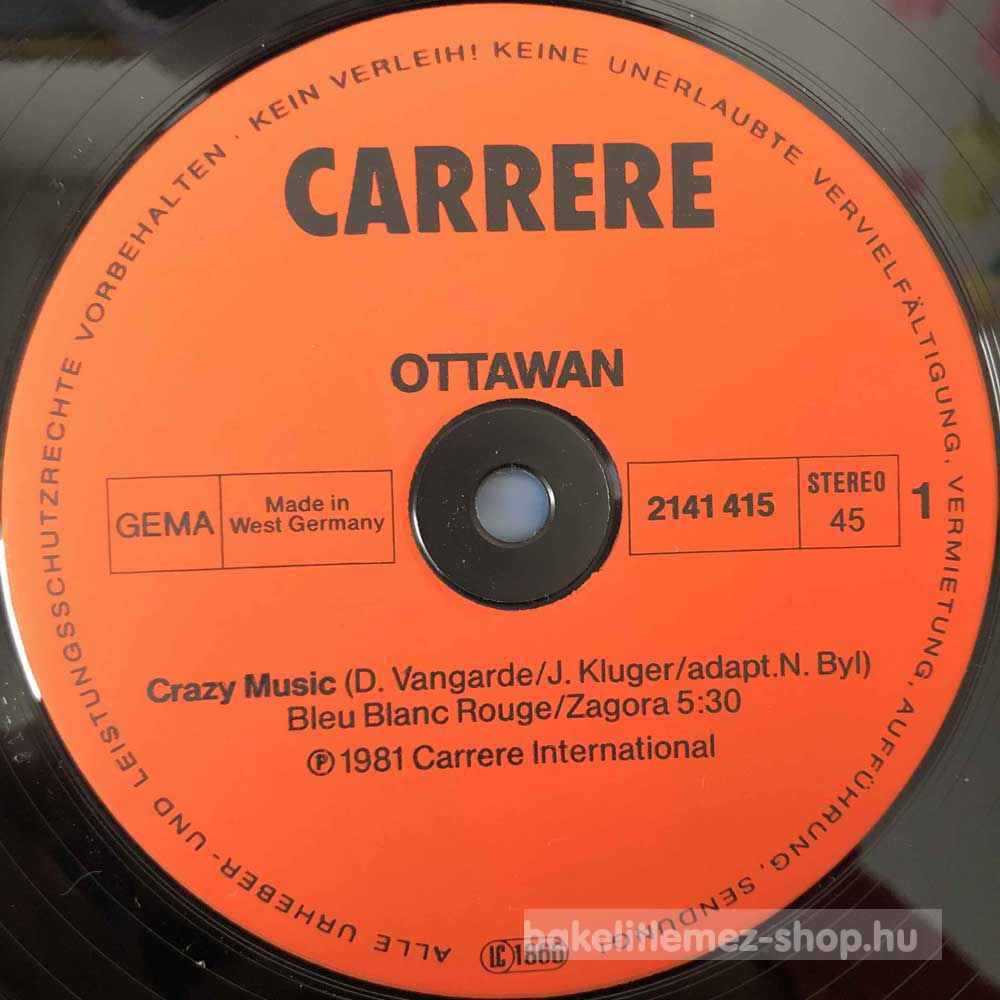 ALLE URHEBER- UND LEISTUNGSSCHUTZRECHTE VORBEHALTEN · KEIN VERLEIH! KEINE UNERLAUBTE VERVIELFÄLTIGUNG, VERMIETUNG, AUFFÜHRUNG, SENDUNG
CARRERE
OTTAWAN
GEMA
Made in
West Germany
2141 415
STEREO
45
1
Crazy Music (D. Vangarde/J. Kluger/adapt.N. Byl)
Bleu Blanc Rouge/Zagora 5:30
℗ 1981 Carrere International
LC
bakelitlemez-shop.hu